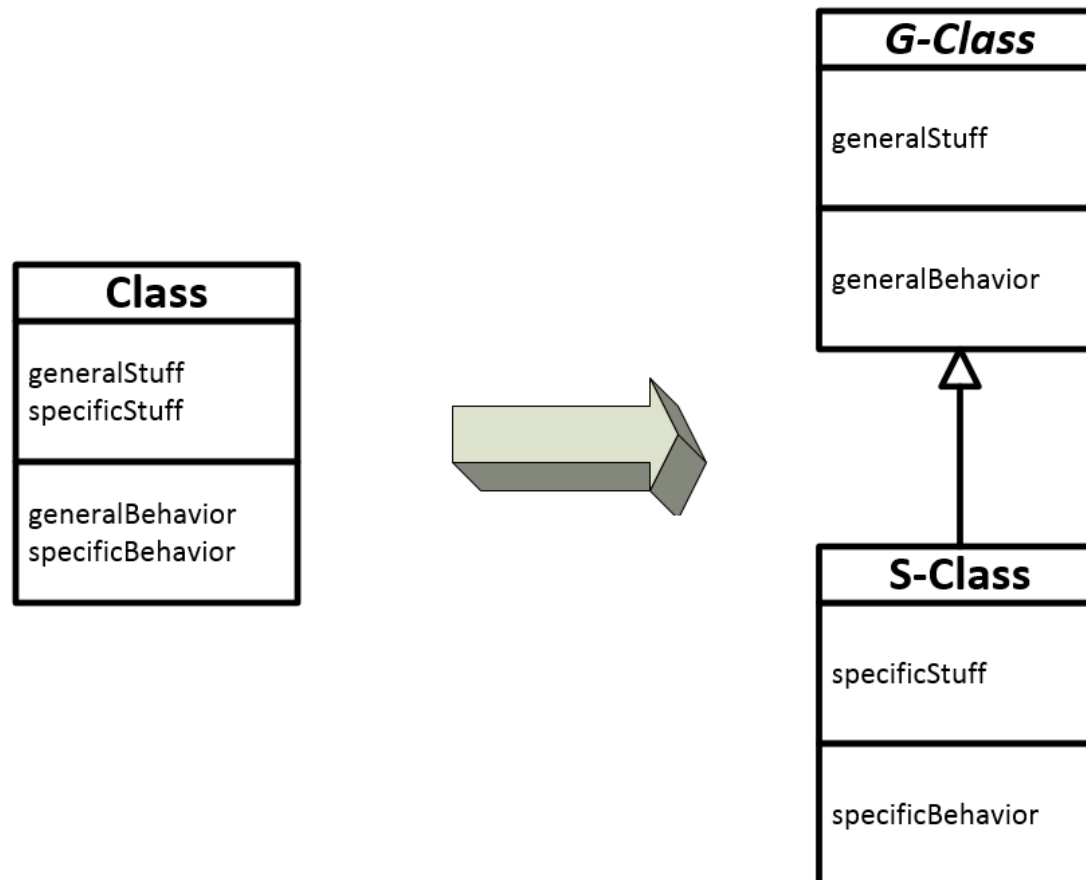 Class
generalStuff
specificStuff
generalBehavior
specificBehavior
G-Class
generalStuff
generalBehavior
S-Class
specificStuff
specificBehavior